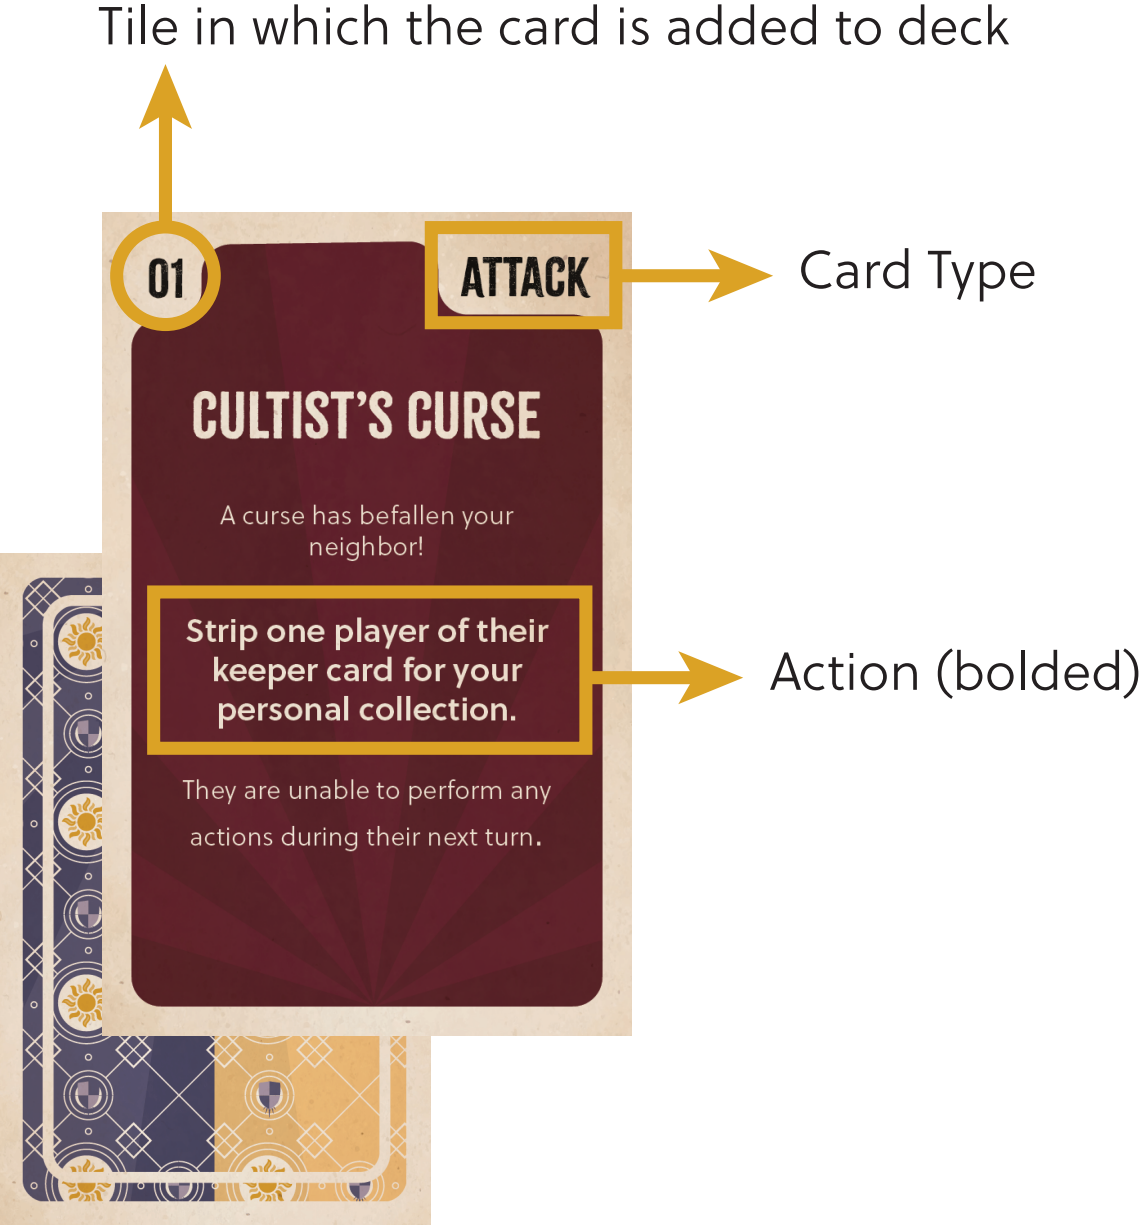 Tile in which the card is added to deck
01
ATTACK
Card Type
CULTIST'S CURSE
A curse has befallen your
neighbor!
Strip one player of their
keeper card for your
personal collection.
Action (bolded)
They are unable to perform any
actions during their next turn.